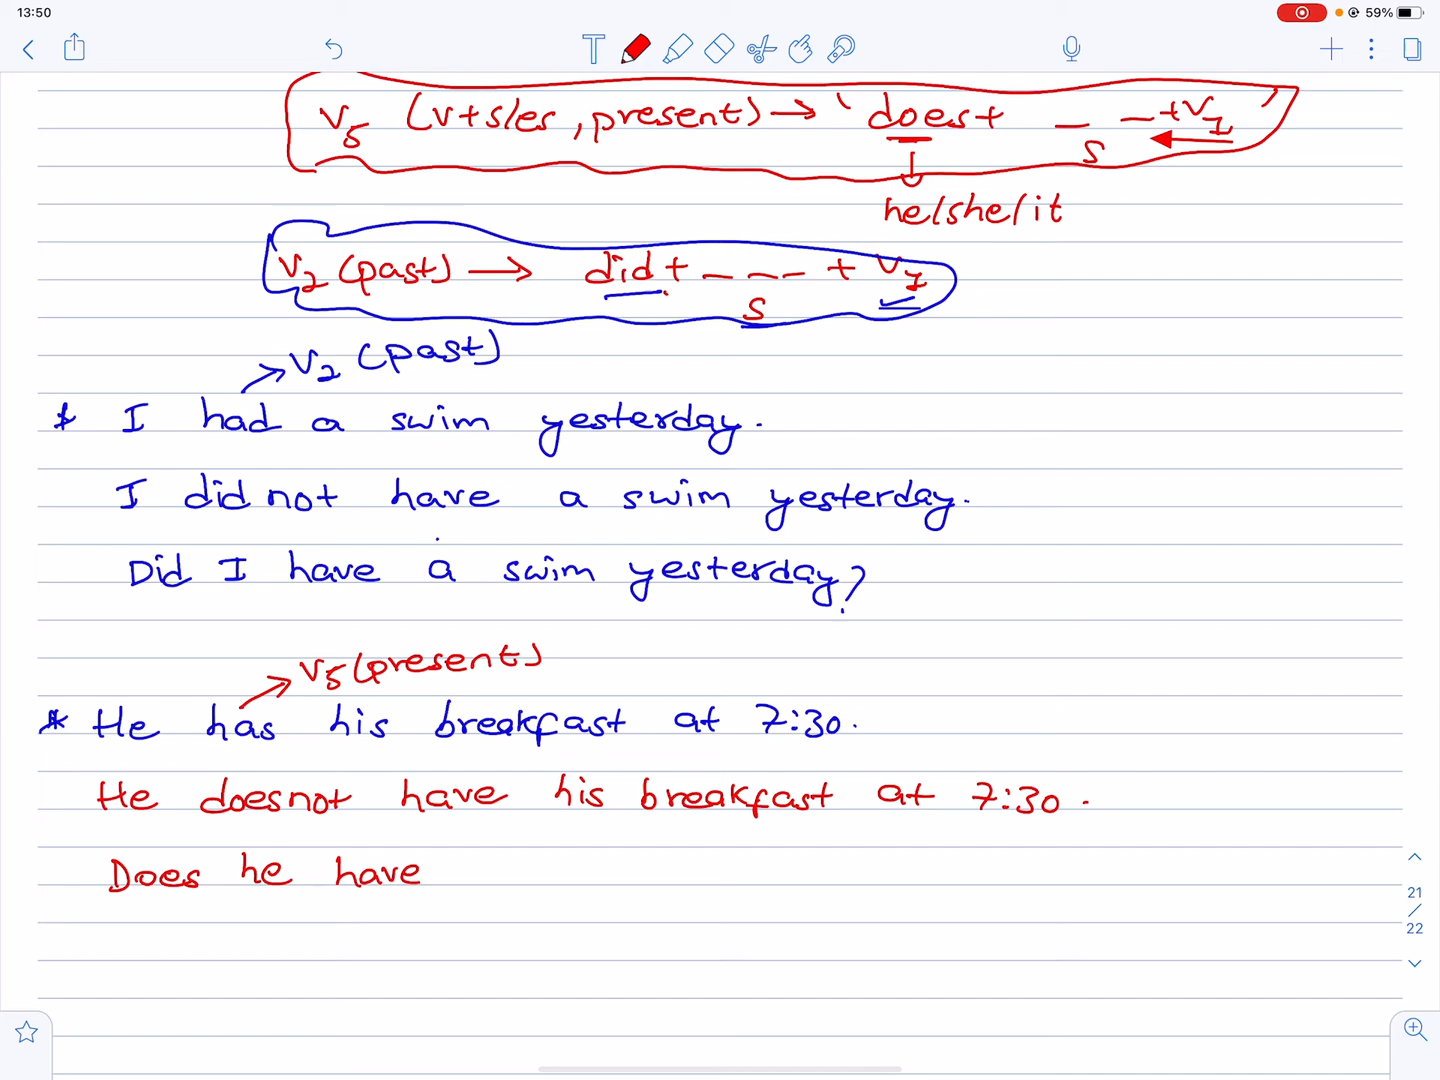 13:50
59%
V5 (V+s/es, present) → ' does + _ _ + V1 '
S
he/she/it
V2 (past) → did + _ _ _ + V1
S
→ V2 (past)
* I had a swim yesterday.
I did not have a swim yesterday.
Did I have a swim yesterday?
→ V5 (present)
* He has his breakfast at 7:30.
He doesnot have his breakfast at 7:30.
Does he have
21
/
22